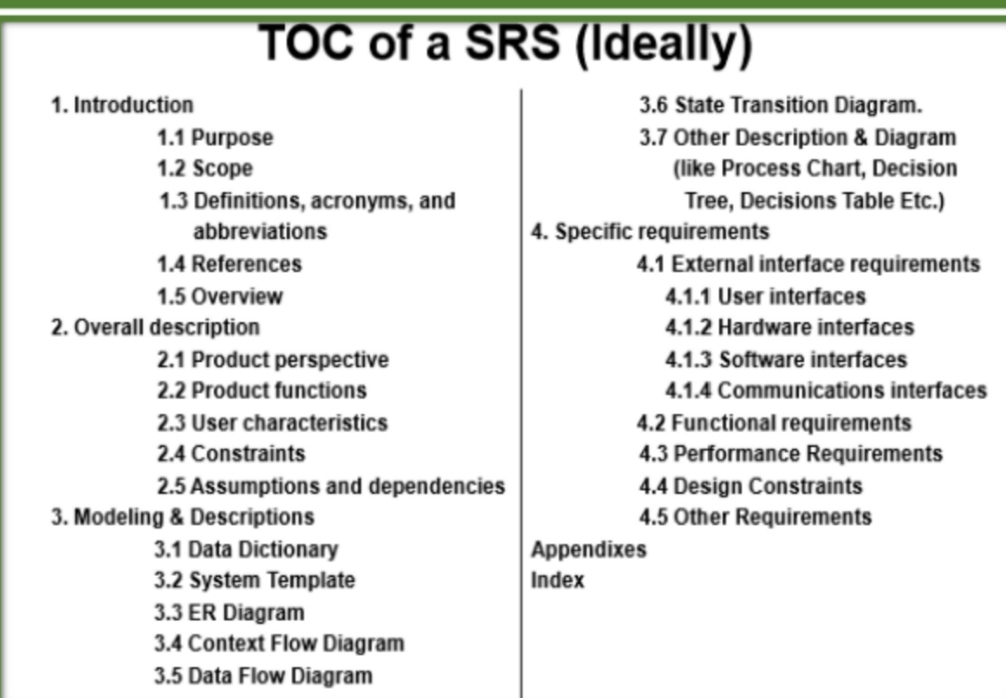 TOC of a SRS (Ideally)
1. Introduction
1.1 Purpose
1.2 Scope
1.3 Definitions, acronyms, and
abbreviations
1.4 References
1.5 Overview
2. Overall description
2.1 Product perspective
2.2 Product functions
2.3 User characteristics
2.4 Constraints
2.5 Assumptions and dependencies
3. Modeling & Descriptions
3.1 Data Dictionary
3.2 System Template
3.3 ER Diagram
3.4 Context Flow Diagram
3.5 Data Flow Diagram
3.6 State Transition Diagram.
3.7 Other Description & Diagram
(like Process Chart, Decision
Tree, Decisions Table Etc.)
4. Specific requirements
4.1 External interface requirements
4.1.1 User interfaces
4.1.2 Hardware interfaces
4.1.3 Software interfaces
4.1.4 Communications interfaces
4.2 Functional requirements
4.3 Performance Requirements
4.4 Design Constraints
4.5 Other Requirements
Appendixes
Index